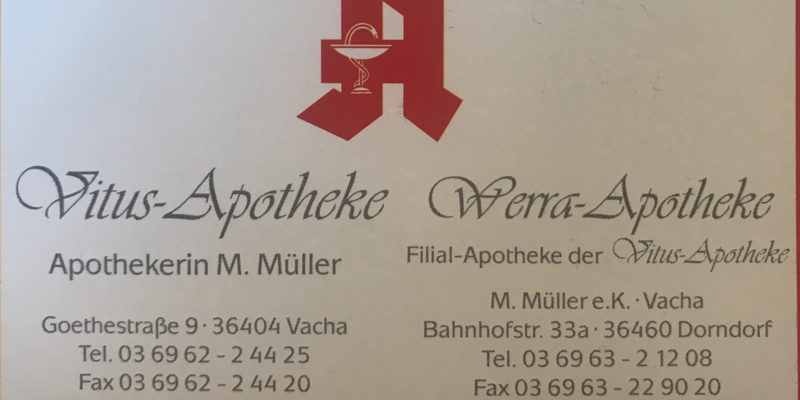 Vitus-Apotheke
Apothekerin M. Müller
Goethestraße 9 · 36404 Vacha
Tel. 03 69 62 - 2 44 25
Fax 03 69 62 - 2 44 20
Werra-Apotheke
Filial-Apotheke der Vitus-Apotheke
M. Müller e.K. · Vacha
Bahnhofstr. 33a · 36460 Dorndorf
Tel. 03 69 63 - 2 12 08
Fax 03 69 63 - 22 90 20